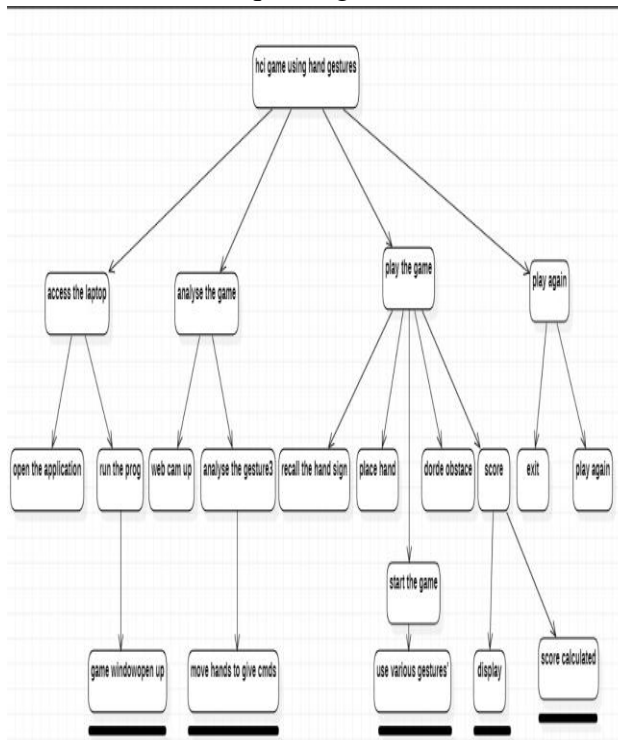 hci game using hand gestures
access the laptop
analyse the game
play the game
play again
open the application
run the prog
web cam up
analyse the gesture3
recall the hand sign
place hand
dorde obstace
score
exit
play again
start the game
game windowopen up
move hands to give cmds
use various gestures'
display
score calculated